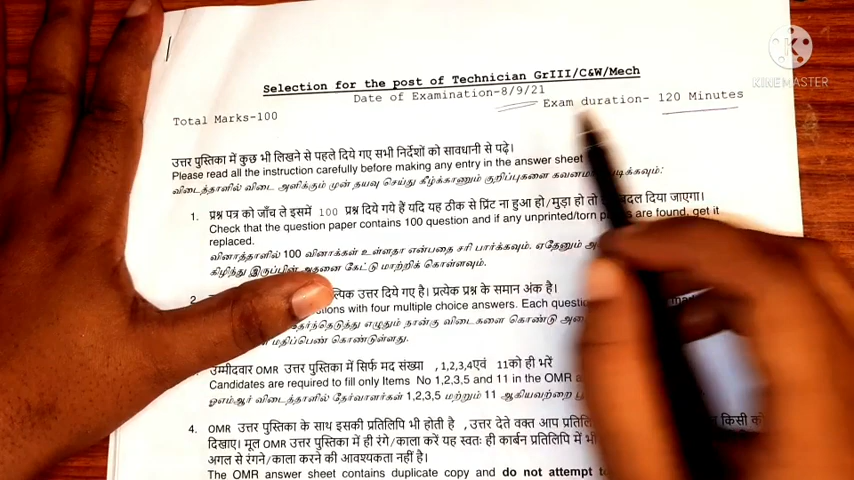 KINEMASTER
Selection for the post of Technician GrIII/C&W/Mech
Date of Examination-8/9/21
Exam duration- 120 Minutes
Total Marks-100
उत्तर पुस्तिका में कुछ भी लिखने से पहले दिये गए सभी निर्देशों को सावधानी से पढ़े।
Please read all the instruction carefully before making any entry in the answer sheet
விடைத்தாளில் விடை அளிக்கும் முன் தயவு செய்து கீழ்க்காணும் குறிப்புகளை
1. प्रश्न पत्र को जाँच ले इसमें 100 प्रश्न दिये गये हैं यदि यह ठीक से प्रिंट ना हुआ हो/मुड़ा हो तो बदल दिया जाएगा।
Check that the question paper contains 100 question and if any unprinted/torn are found, get it
replaced.
வினாத்தாளில் 100 வினாக்கள் உள்ளதா என்பதை சரி பார்க்கவும். ஏதேனும்
கிழிந்து இருப்பின் அதனை கேட்டு மாற்றிக் கொள்ளவும்.
2. उत्तर दिये गए है। प्रत्येक प्रश्न के समान अंक है।
with four multiple choice answers. Each
எழுதும் நான்கு விடைகளை கொண்டு
மதிப்பெண் கொண்டுள்ளது.
उम्मीदवार OMR उत्तर पुस्तिका में सिर्फ मद संख्या ,1,2,3,4एवं 11को ही भरें
Candidates are required to fill only Items No 1,2,3,5 and 11 in the OMR
ஓஎம்ஆர் விடைத்தாளில் தேர்வாளர்கள் 1,2,3,5 மற்றும் 11 ஆகியவற்றை
4. OMR उत्तर पुस्तिका के साथ इसकी प्रतिलिपि भी होती है ,उत्तर देते वक्त आप किसी को
दिखाए। मूल OMR उत्तर पुस्तिका में ही रंगे/काला करें यह स्वतः ही कार्बन प्रतिलिपि में
अगल से रंगने/काला करने की आवश्यकता नहीं है।
The OMR answer sheet contains duplicate copy and do not attempt